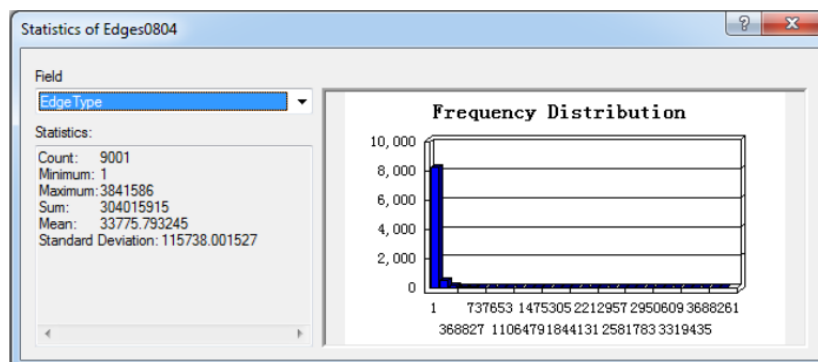 Statistics of Edges0804
Field
EdgeType
Statistics:
Count: 9001
Minimum: 1
Maximum: 3841586
Sum: 304015915
Mean: 33775.793245
Standard Deviation: 115738.001527
Frequency Distribution
10,000
8,000
6,000
4,000
2,000
0
1 737653 1475305 2212957 2950609 3688261
368827 1106479 1844131 2581783 3319435